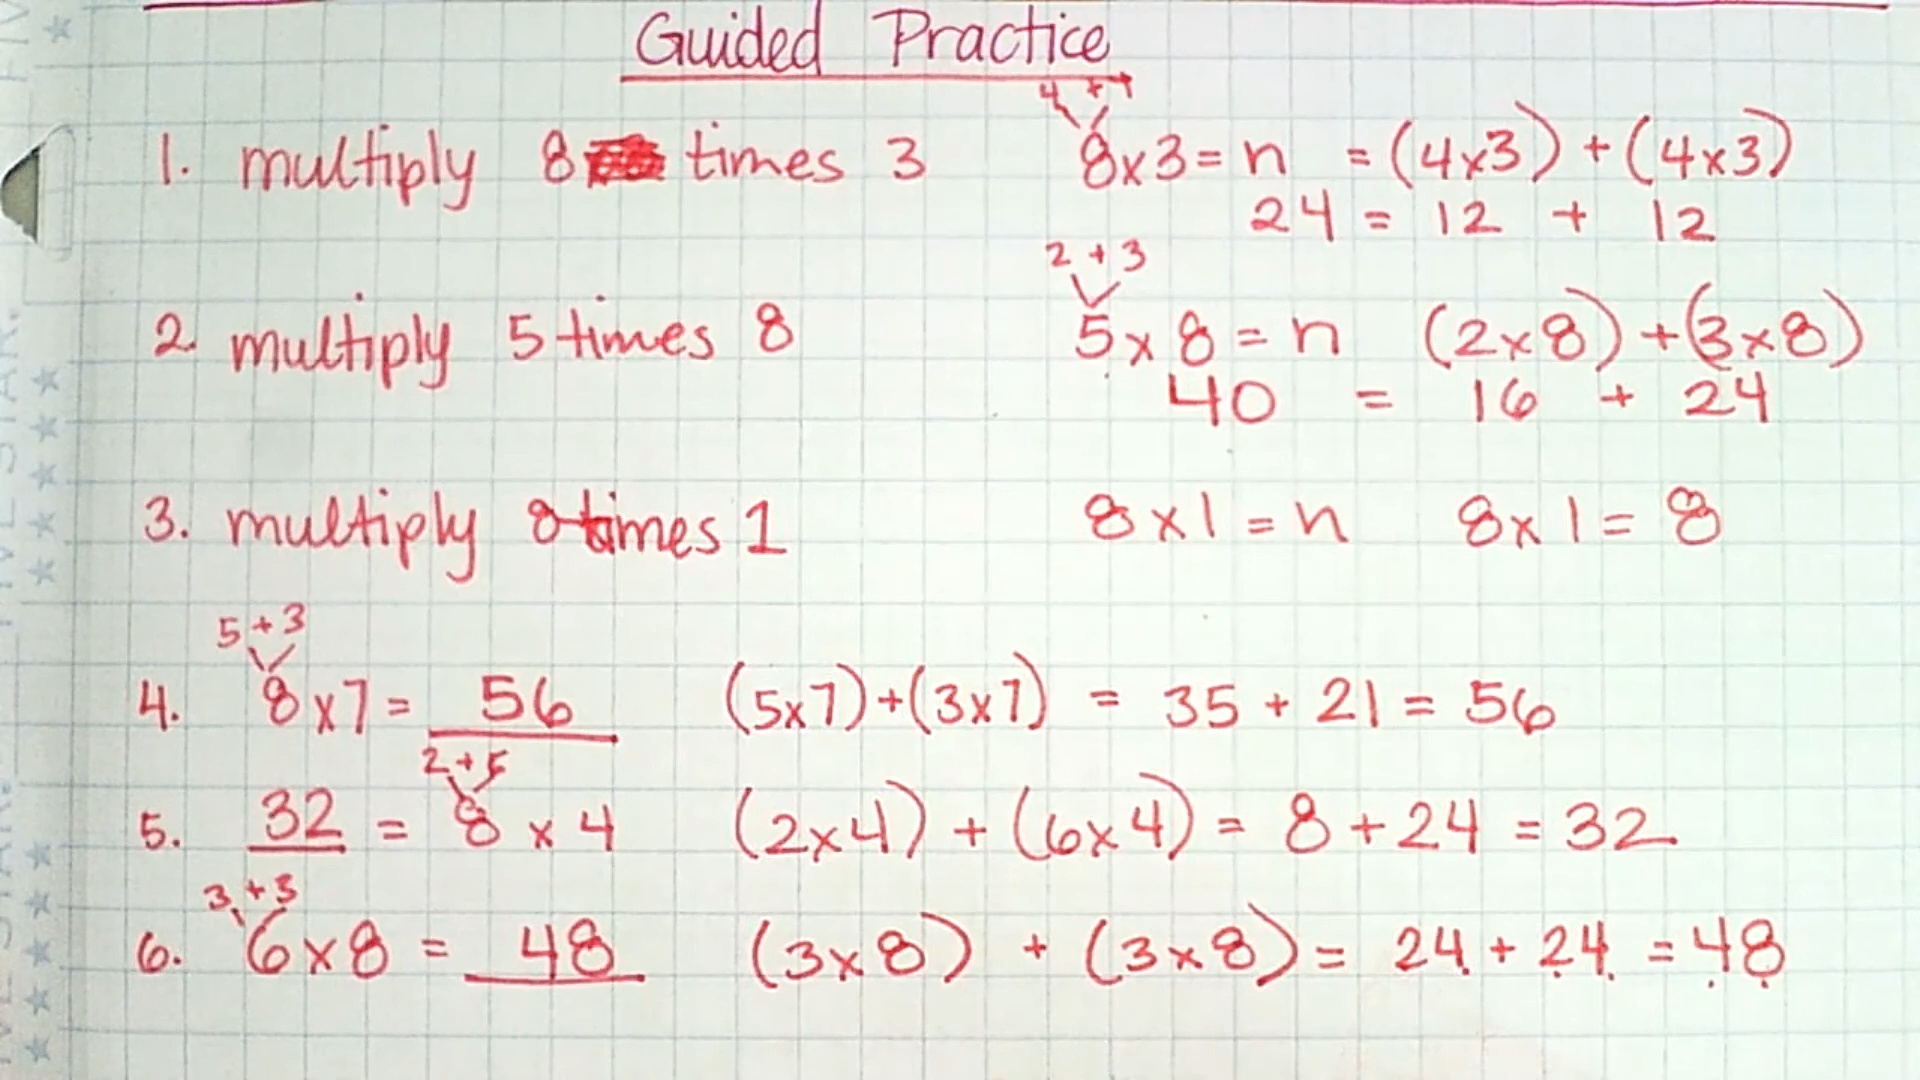 Guided Practice
4 + 4
1. multiply 8 times 3 8x3 = n = (4x3) + (4x3)
24 = 12 + 12
2 + 3
2. multiply 5 times 8 5 x 8 = n (2x8) + (3x8)
40 = 16 + 24
3. multiply 8 times 1 8x1 = n 8x1 = 8
5 + 3
4. 8x7 = 56 (5x7)+(3x7) = 35 + 21 = 56
2 +
5. 32 = 8 x 4 (2x4) + (6x4) = 8 + 24 = 32
3 + 3
6. 6x8 = 48 (3x8) + (3x8) = 24 + 24 = 48